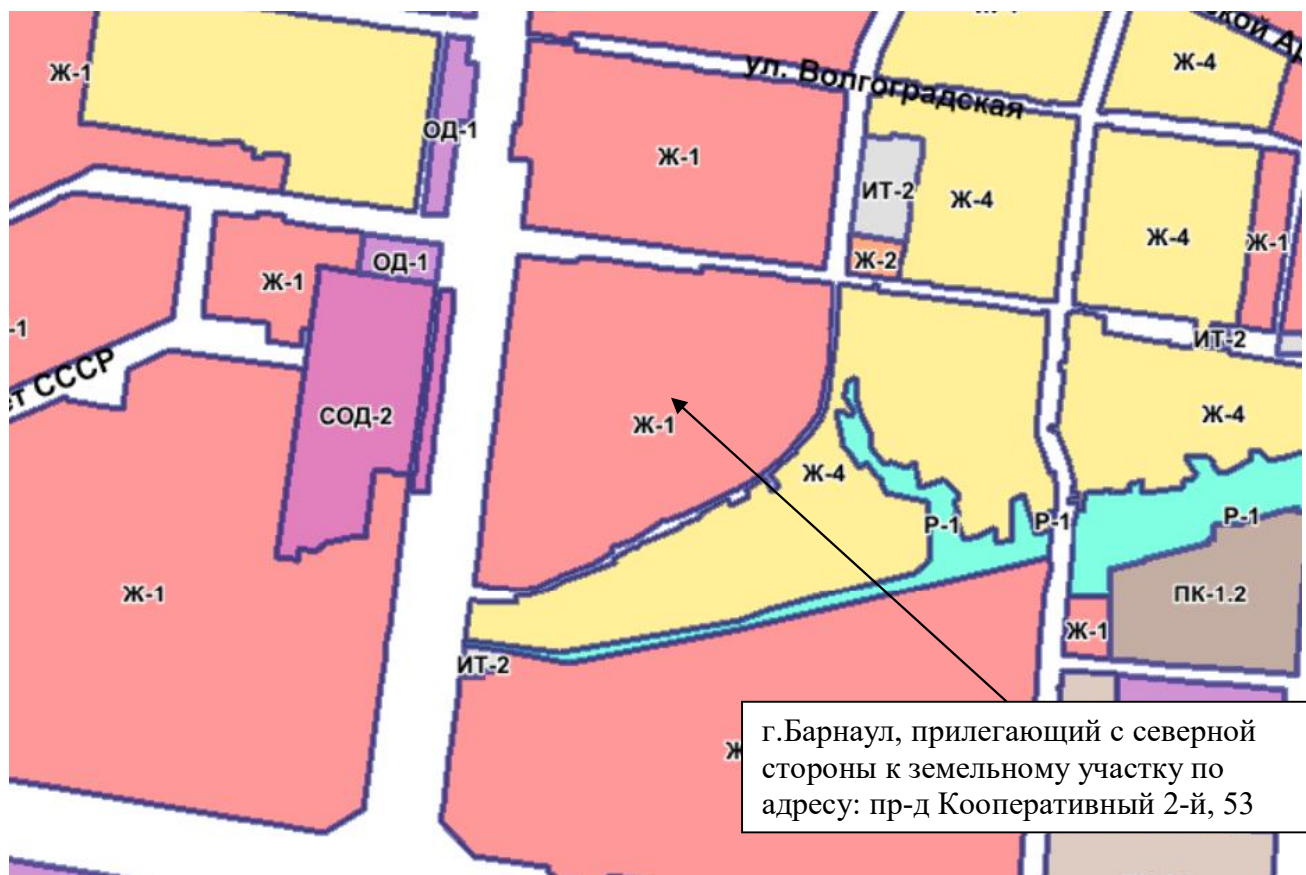 Ж-1
Ж-4
ул. Волгоградская
ОД-1
Ж-1
ИТ-2
Ж-4
Ж-4
Ж-1
Ж-2
ОД-1
Ж-1
-1
ИТ-2
ет СССР
СОД-2
Ж-1
Ж-4
Ж-4
Р-1
Р-1
Р-1
Ж-1
ПК-1.2
Ж-1
ИТ-2
г.Барнаул, прилегающий с северной
стороны к земельному участку по
адресу: пр-д Кооперативный 2-й, 53